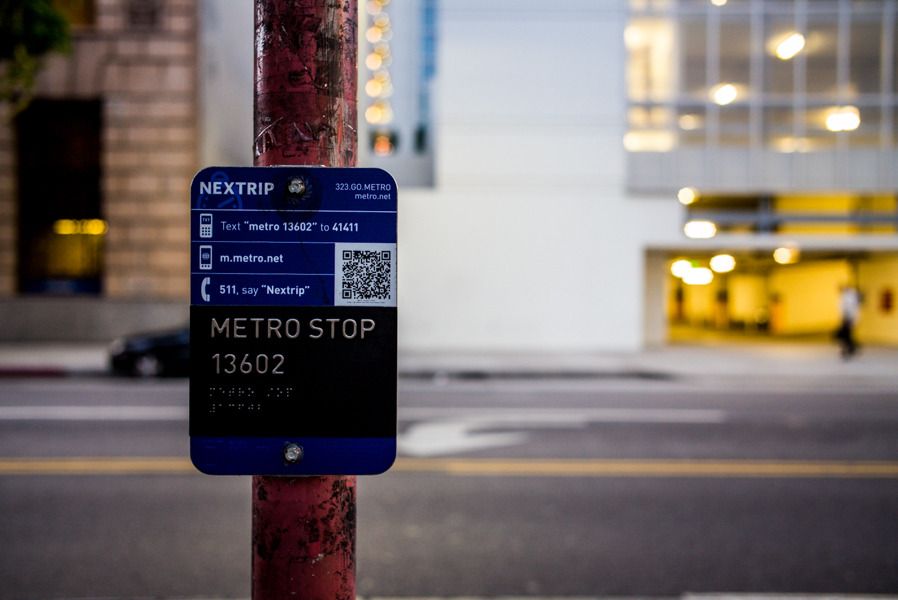 NEXTRIP
323.GO.METRO
metro.net
Text "metro 13602" to 41411
m.metro.net
511, say "Nextrip"
METRO STOP
13602